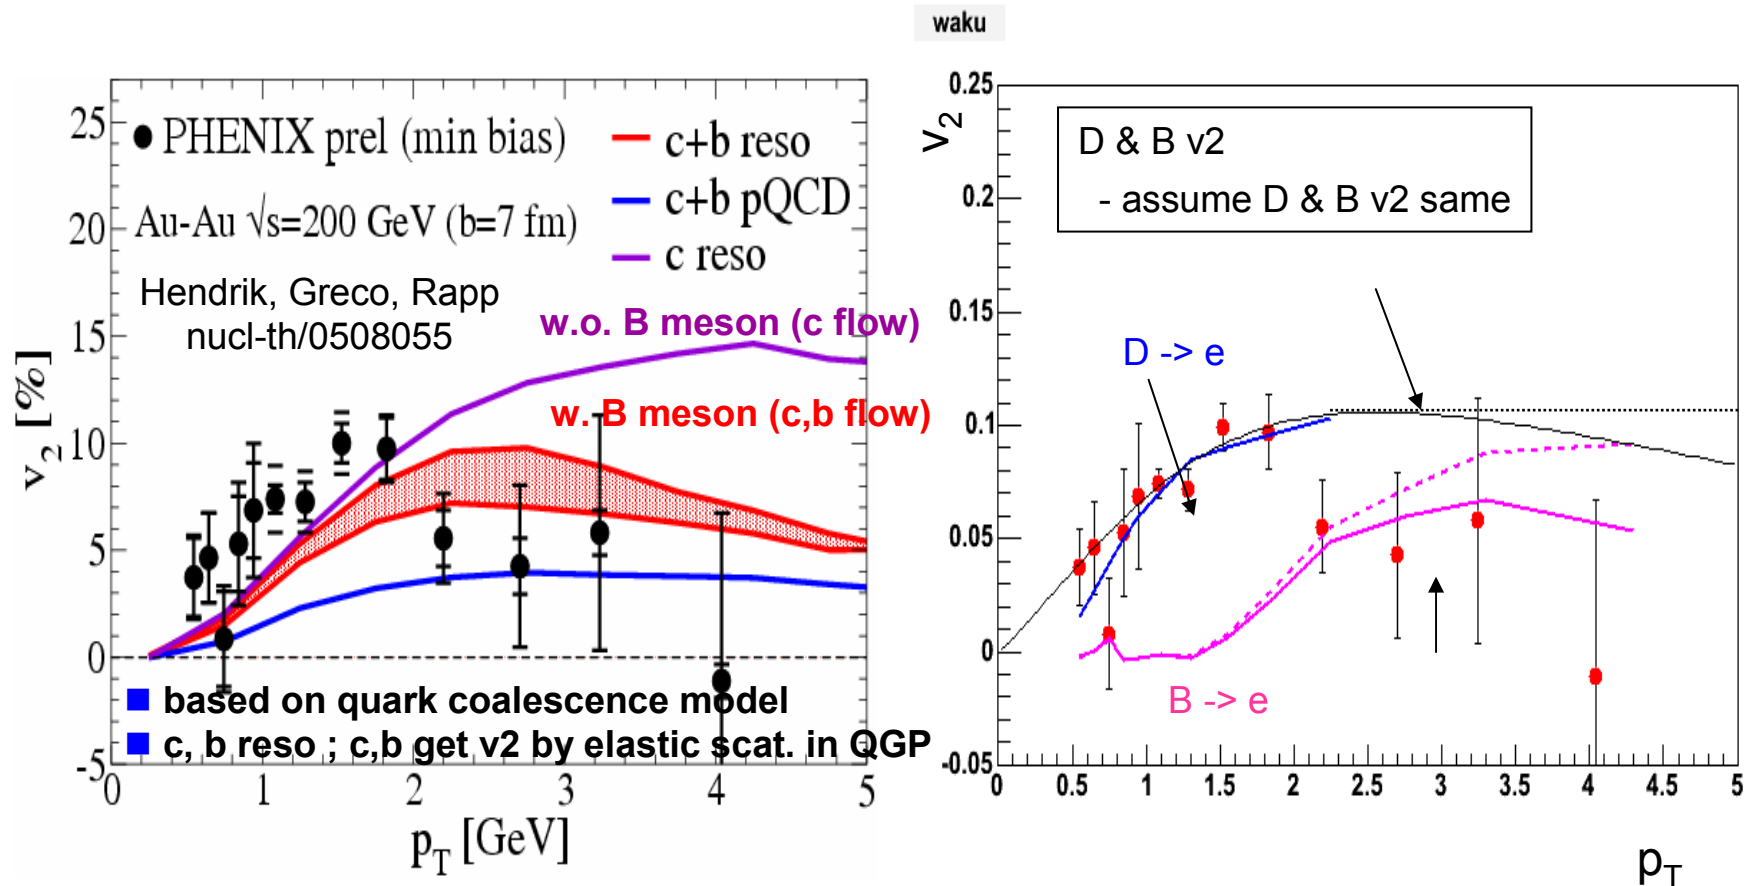 waku
25
20
15
10
5
0
-5
v2 [%]
PHENIX prel (min bias)
Au-Au √s=200 GeV (b=7 fm)
Hendrik, Greco, Rapp
nucl-th/0508055
c+b reso
c+b pQCD
c reso
w.o. B meson (c flow)
w. B meson (c,b flow)
based on quark coalescence model
c, b reso ; c,b get v2 by elastic scat. in QGP
0 1 2 3 4 5
pT [GeV]
0.25
0.2
0.15
0.1
0.05
0
-0.05
v2
D & B v2
- assume D & B v2 same
D -> e
B -> e
0 0.5 1 1.5 2 2.5 3 3.5 4 4.5 5
pT